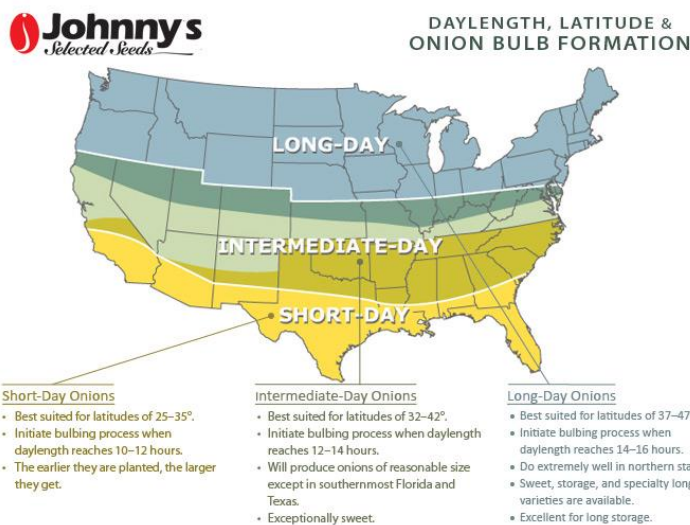 Johnny's
Selected Seeds
DAYLENGTH, LATITUDE &
ONION BULB FORMATION
LONG-DAY
INTERMEDIATE-DAY
SHORT-DAY
Short-Day Onions
• Best suited for latitudes of 25–35°.
• Initiate bulbing process when
daylength reaches 10–12 hours.
• The earlier they are planted, the larger
they get.
Intermediate-Day Onions
• Best suited for latitudes of 32–42°.
• Initiate bulbing process when daylength
reaches 12–14 hours.
• Will produce onions of reasonable size
except in southernmost Florida and
Texas.
• Exceptionally sweet.
Long-Day Onions
• Best suited for latitudes of 37–47
• Initiate bulbing process when
daylength reaches 14–16 hours.
• Do extremely well in northern sta
• Sweet, storage, and specialty long
varieties are available.
• Excellent for long storage.